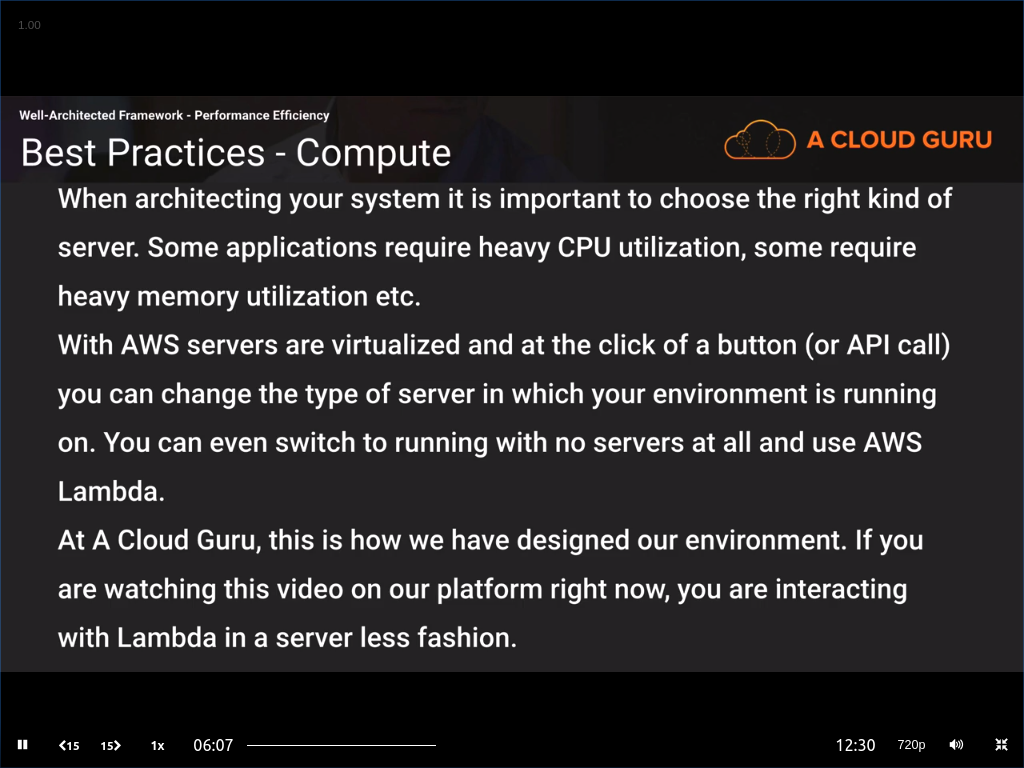 1.00
Well-Architected Framework - Performance Efficiency
Best Practices - Compute
A CLOUD GURU
When architecting your system it is important to choose the right kind of
server. Some applications require heavy CPU utilization, some require
heavy memory utilization etc.
With AWS servers are virtualized and at the click of a button (or API call)
you can change the type of server in which your environment is running
on. You can even switch to running with no servers at all and use AWS
Lambda.
At A Cloud Guru, this is how we have designed our environment. If you
are watching this video on our platform right now, you are interacting
with Lambda in a server less fashion.
15 15 1x 06:07 12:30 720p